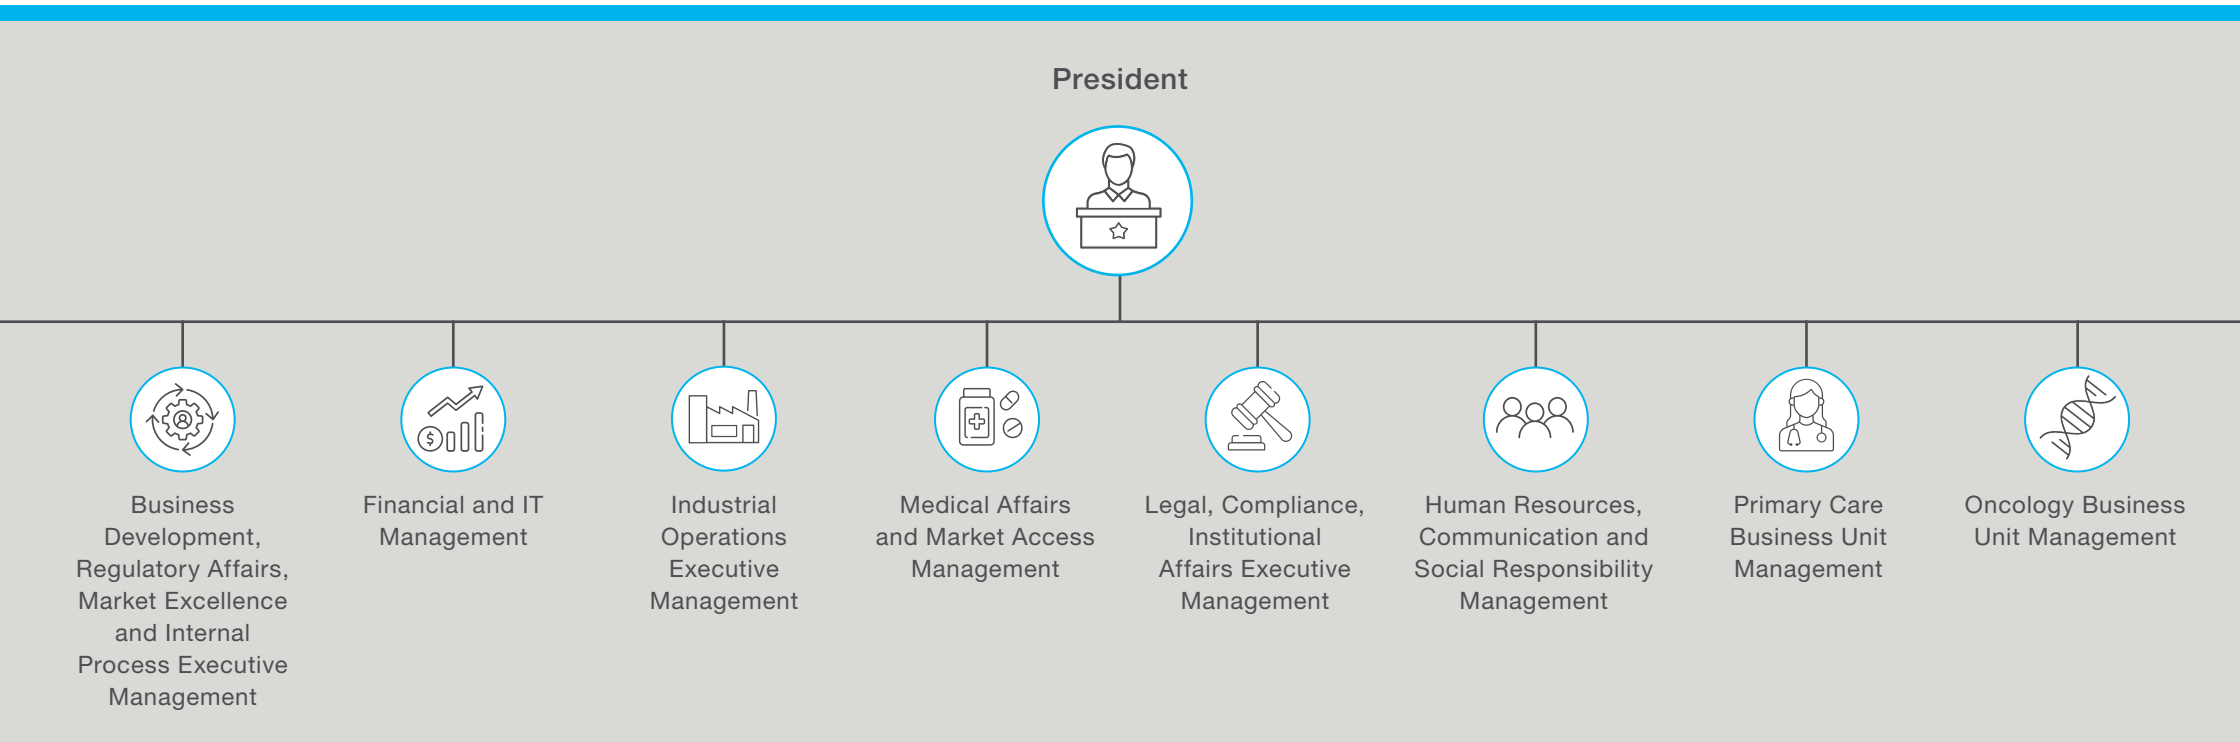 President
Business
Development,
Regulatory Affairs,
Market Excellence
and Internal
Process Executive
Management
Financial and IT
Management
Industrial
Operations
Executive
Management
Medical Affairs
and Market Access
Management
Legal, Compliance,
Institutional
Affairs Executive
Management
Human Resources,
Communication and
Social Responsibility
Management
Primary Care
Business Unit
Management
Oncology Business
Unit Management
$